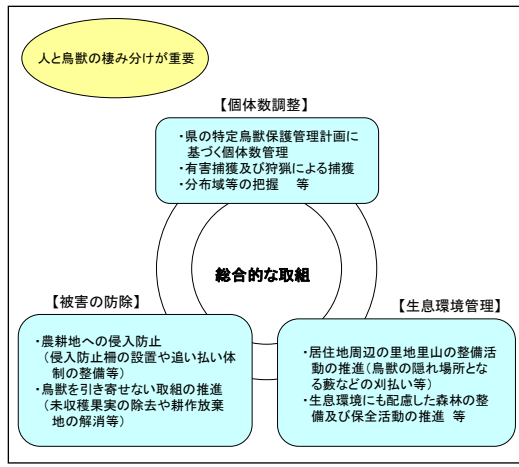 人と鳥獣の棲み分けが重要
【個体数調整】
・県の特定鳥獣保護管理計画に
基づく個体数管理
・有害捕獲及び狩猟による捕獲
・分布域等の把握　等
総合的な取組
【被害の防除】
・農耕地への侵入防止
（侵入防止柵の設置や追い払い体
制の整備等）
・鳥獣を引き寄せない取組の推進
（未収穫果実の除去や耕作放棄
地の解消等）
【生息環境管理】
・居住地周辺の里地里山の整備活
動の推進（鳥獣の隠れ場所とな
る藪などの刈払い等）
・生息環境にも配慮した森林の整
備及び保全活動の推進　等